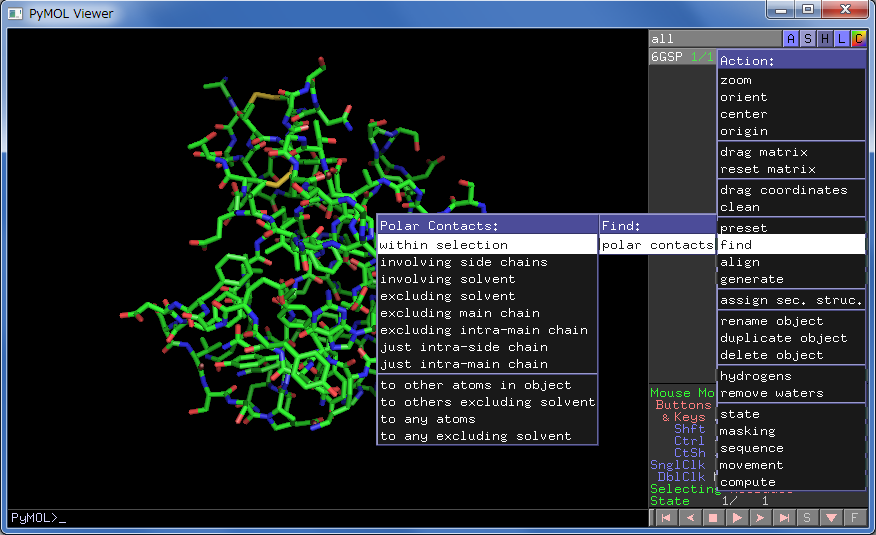 PyMOL Viewer
all
A S H L C
6GSP 1/1
Action:
zoom
orient
center
origin
drag matrix
reset matrix
drag coordinates
clean
preset
find
align
generate
assign sec. struc.
rename object
duplicate object
delete object
hydrogens
remove waters
state
masking
sequence
movement
compute
Find:
polar contacts
Polar Contacts:
within selection
involving side chains
involving solvent
excluding solvent
excluding main chain
excluding intra-main chain
just intra-side chain
just intra-main chain
to other atoms in object
to others excluding solvent
to any atoms
to any excluding solvent
Mouse Mo
Buttons
& Keys
Shft
Ctrl
CtSh
SnglClk
DblClk
Selecting
State 1/ 1
PyMOL>_
S F